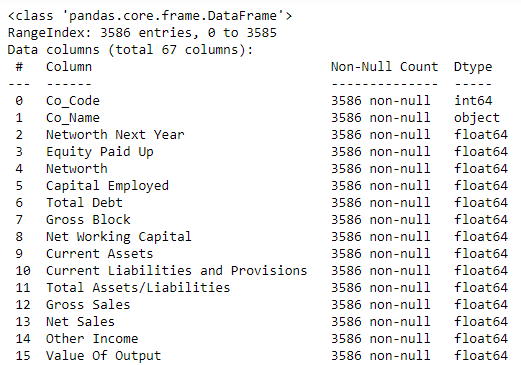 <class 'pandas.core.frame.DataFrame'>
RangeIndex: 3586 entries, 0 to 3585
Data columns (total 67 columns):
 #   Column                             Non-Null Count  Dtype
---  ------                             --------------  -----
 0   Co_Code                            3586 non-null   int64
 1   Co_Name                            3586 non-null   object
 2   Networth Next Year                 3586 non-null   float64
 3   Equity Paid Up                     3586 non-null   float64
 4   Networth                           3586 non-null   float64
 5   Capital Employed                   3586 non-null   float64
 6   Total Debt                         3586 non-null   float64
 7   Gross Block                        3586 non-null   float64
 8   Net Working Capital                3586 non-null   float64
 9   Current Assets                     3586 non-null   float64
 10  Current Liabilities and Provisions 3586 non-null   float64
 11  Total Assets/Liabilities           3586 non-null   float64
 12  Gross Sales                        3586 non-null   float64
 13  Net Sales                          3586 non-null   float64
 14  Other Income                       3586 non-null   float64
 15  Value Of Output                    3586 non-null   float64